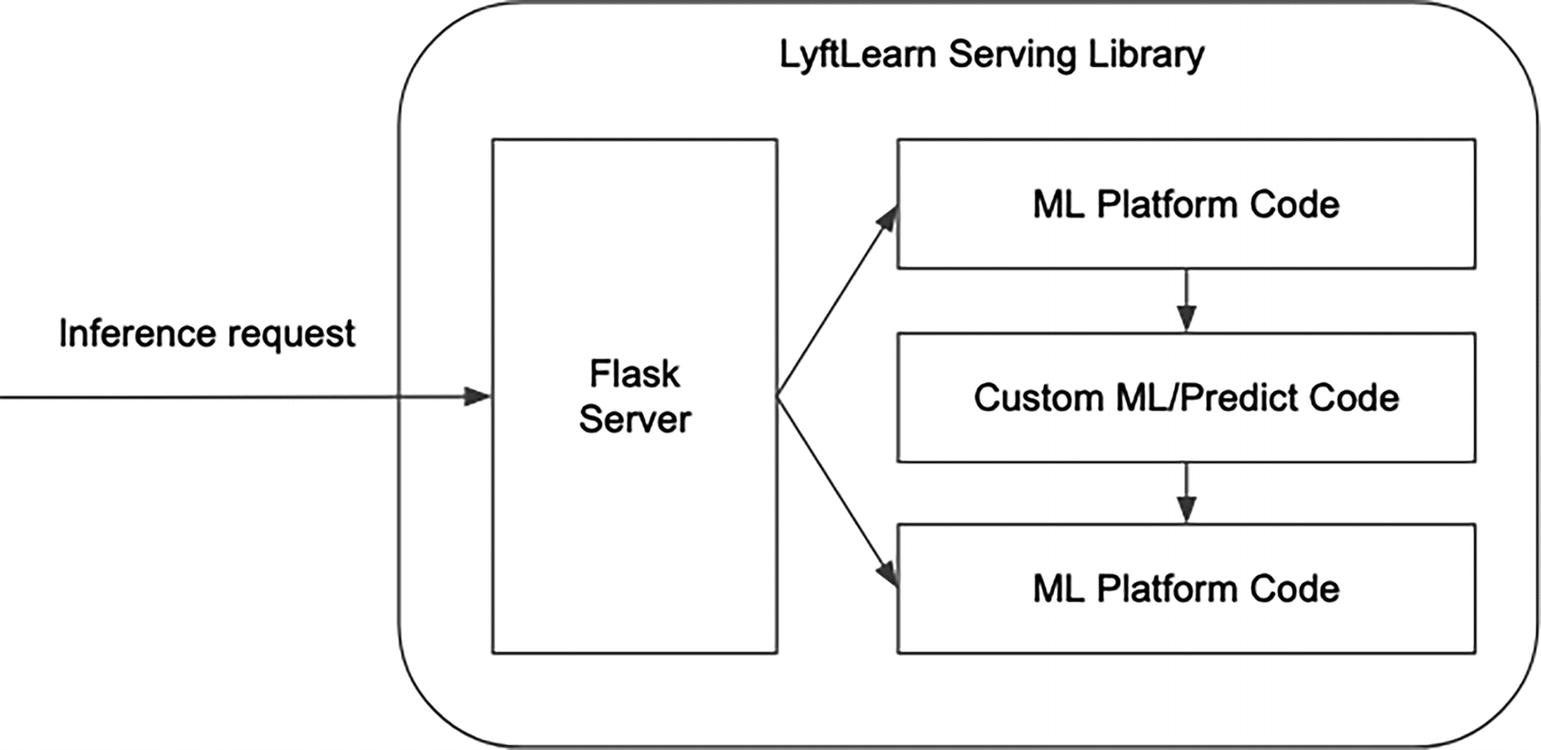 LyftLearn Serving Library
Inference request
Flask
Server
ML Platform Code
Custom ML/Predict Code
ML Platform Code